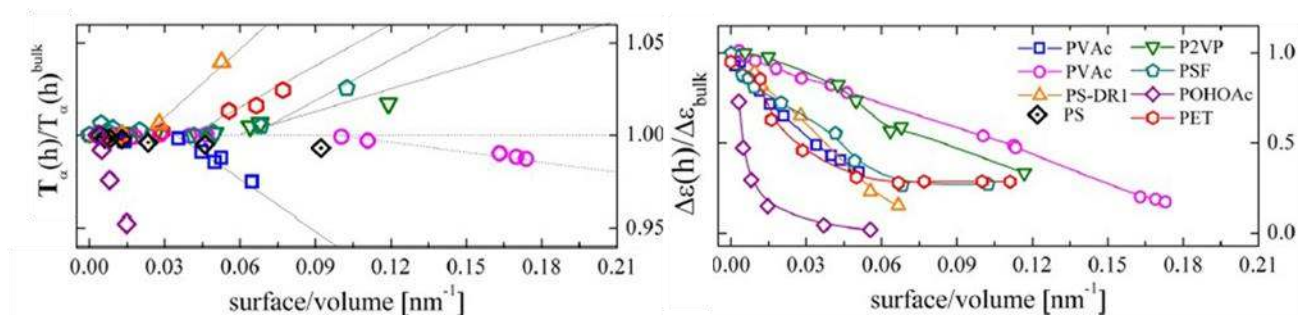 T_α(h)/T_α(h)^bulk
1.05
1.00
0.95
0.00 0.03 0.06 0.09 0.12 0.15 0.18 0.21
surface/volume [nm⁻¹]
Δε(h)/Δε_bulk
PVAc P2VP
PVAc PSF
PS-DR1 POHOAc
PS PET
1.0
0.5
0.0
0.00 0.03 0.06 0.09 0.12 0.15 0.18 0.21
surface/volume [nm⁻¹]